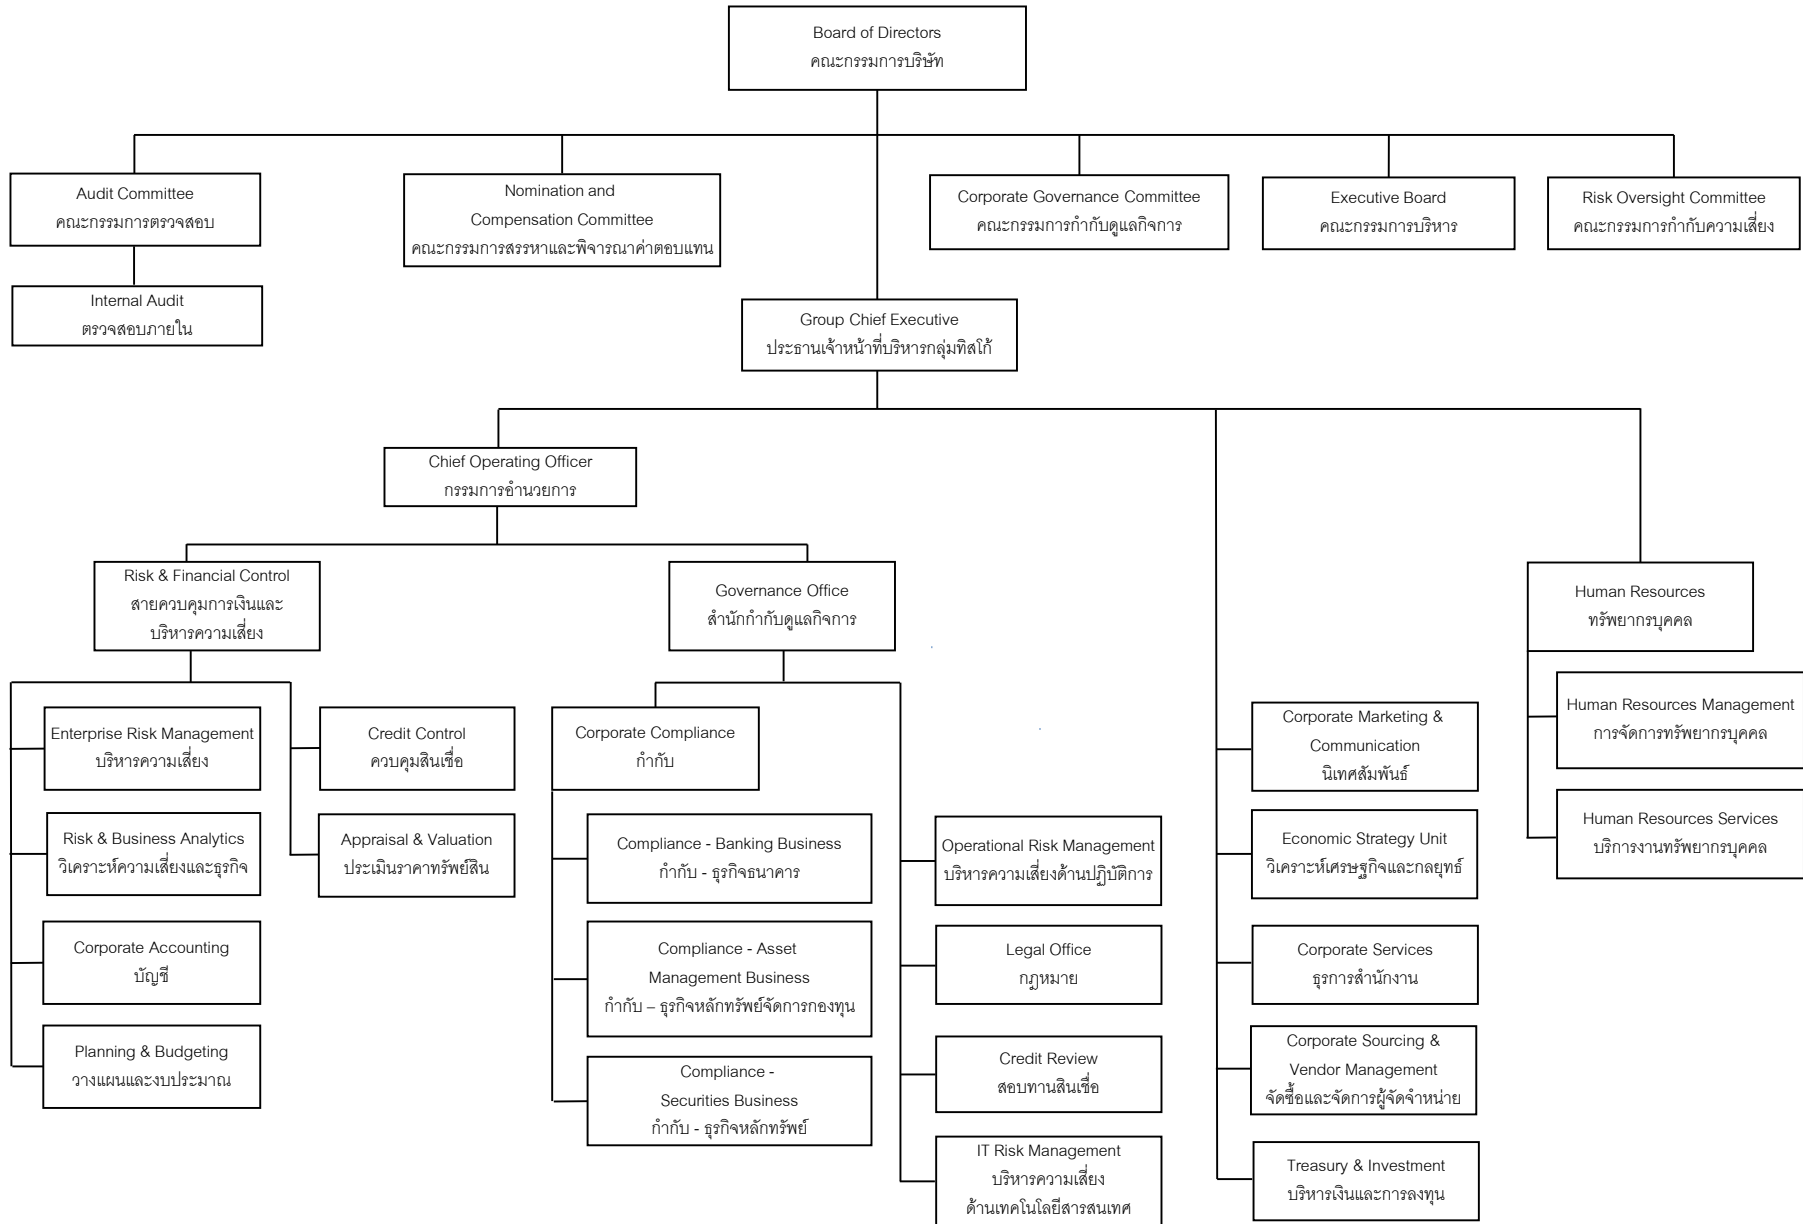 Board of Directors
คณะกรรมการบริษัท
Audit Committee
คณะกรรมการตรวจสอบ
Nomination and
Compensation Committee
คณะกรรมการสรรหาและพิจารณาค่าตอบแทน
Corporate Governance Committee
คณะกรรมการกำกับดูแลกิจการ
Executive Board
คณะกรรมการบริหาร
Risk Oversight Committee
คณะกรรมการกำกับความเสี่ยง
Internal Audit
ตรวจสอบภายใน
Group Chief Executive
ประธานเจ้าหน้าที่บริหารกลุ่มทิสโก้
Chief Operating Officer
กรรมการอำนวยการ
Risk & Financial Control
สายควบคุมการเงินและ
บริหารความเสี่ยง
Governance Office
สำนักกำกับดูแลกิจการ
Human Resources
ทรัพยากรบุคคล
Enterprise Risk Management
บริหารความเสี่ยง
Credit Control
ควบคุมสินเชื่อ
Risk & Business Analytics
วิเคราะห์ความเสี่ยงและธุรกิจ
Appraisal & Valuation
ประเมินราคาทรัพย์สิน
Corporate Accounting
บัญชี
Planning & Budgeting
วางแผนและงบประมาณ
Corporate Compliance
กำกับ
Compliance - Banking Business
กำกับ - ธุรกิจธนาคาร
Compliance - Asset
Management Business
กำกับ – ธุรกิจหลักทรัพย์จัดการกองทุน
Compliance -
Securities Business
กำกับ - ธุรกิจหลักทรัพย์
Operational Risk Management
บริหารความเสี่ยงด้านปฏิบัติการ
Legal Office
กฎหมาย
Credit Review
สอบทานสินเชื่อ
IT Risk Management
บริหารความเสี่ยง
ด้านเทคโนโลยีสารสนเทศ
Corporate Marketing &
Communication
นิเทศสัมพันธ์
Economic Strategy Unit
วิเคราะห์เศรษฐกิจและกลยุทธ์
Corporate Services
ธุรการสำนักงาน
Corporate Sourcing &
Vendor Management
จัดซื้อและจัดการผู้จัดจำหน่าย
Treasury & Investment
บริหารเงินและการลงทุน
Human Resources Management
การจัดการทรัพยากรบุคคล
Human Resources Services
บริการงานทรัพยากรบุคคล